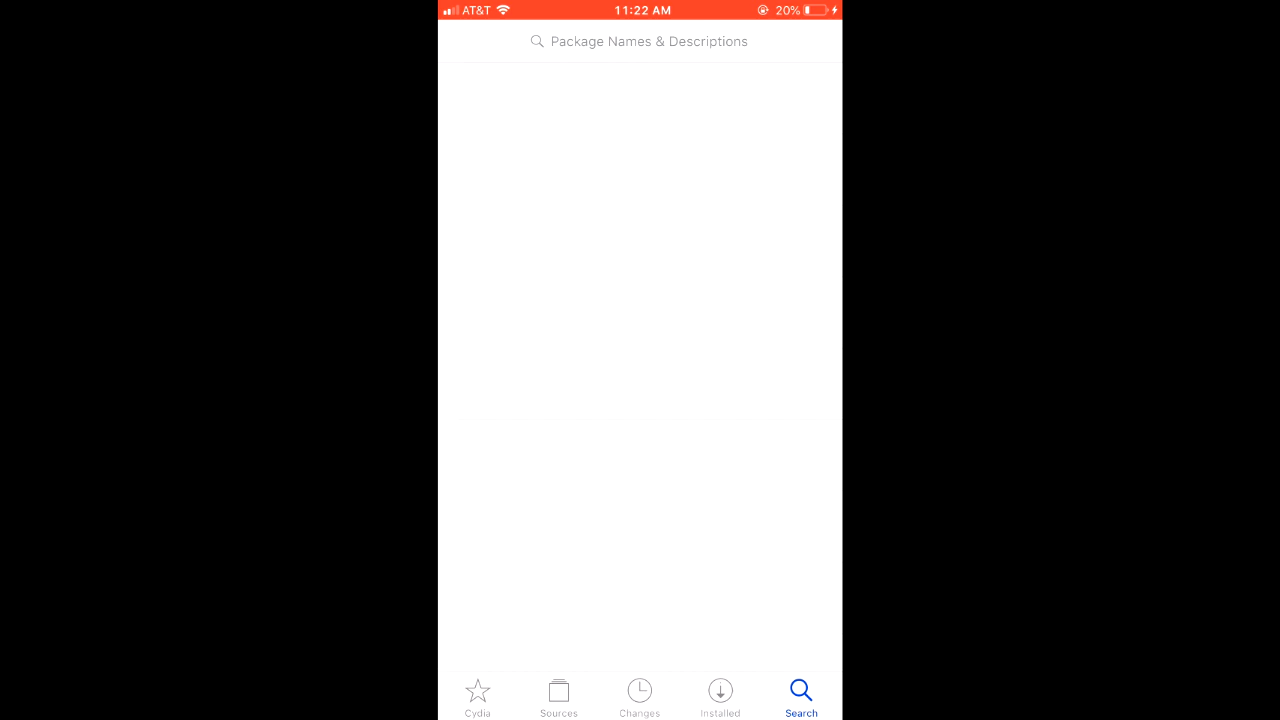 AT&T 11:22 AM 20%
Package Names & Descriptions
Cydia Sources Changes Installed Search